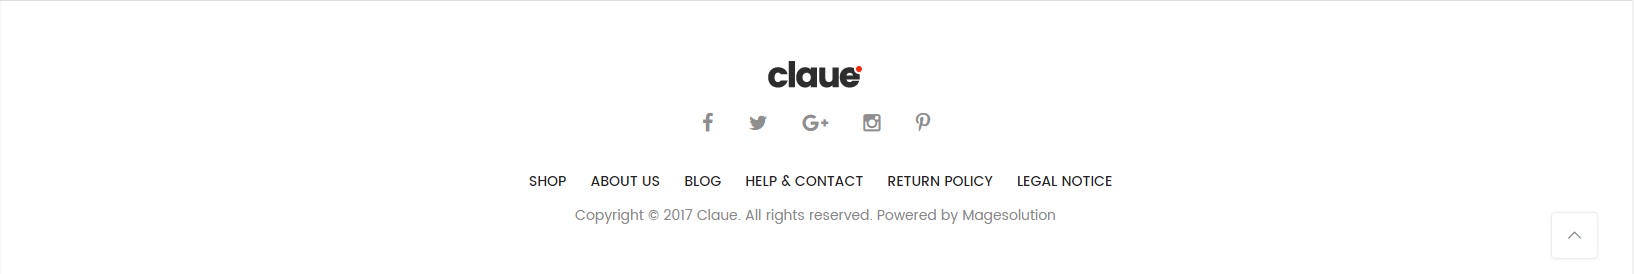 claue
SHOP ABOUT US BLOG HELP & CONTACT RETURN POLICY LEGAL NOTICE
Copyright © 2017 Claue. All rights reserved. Powered by Magesolution